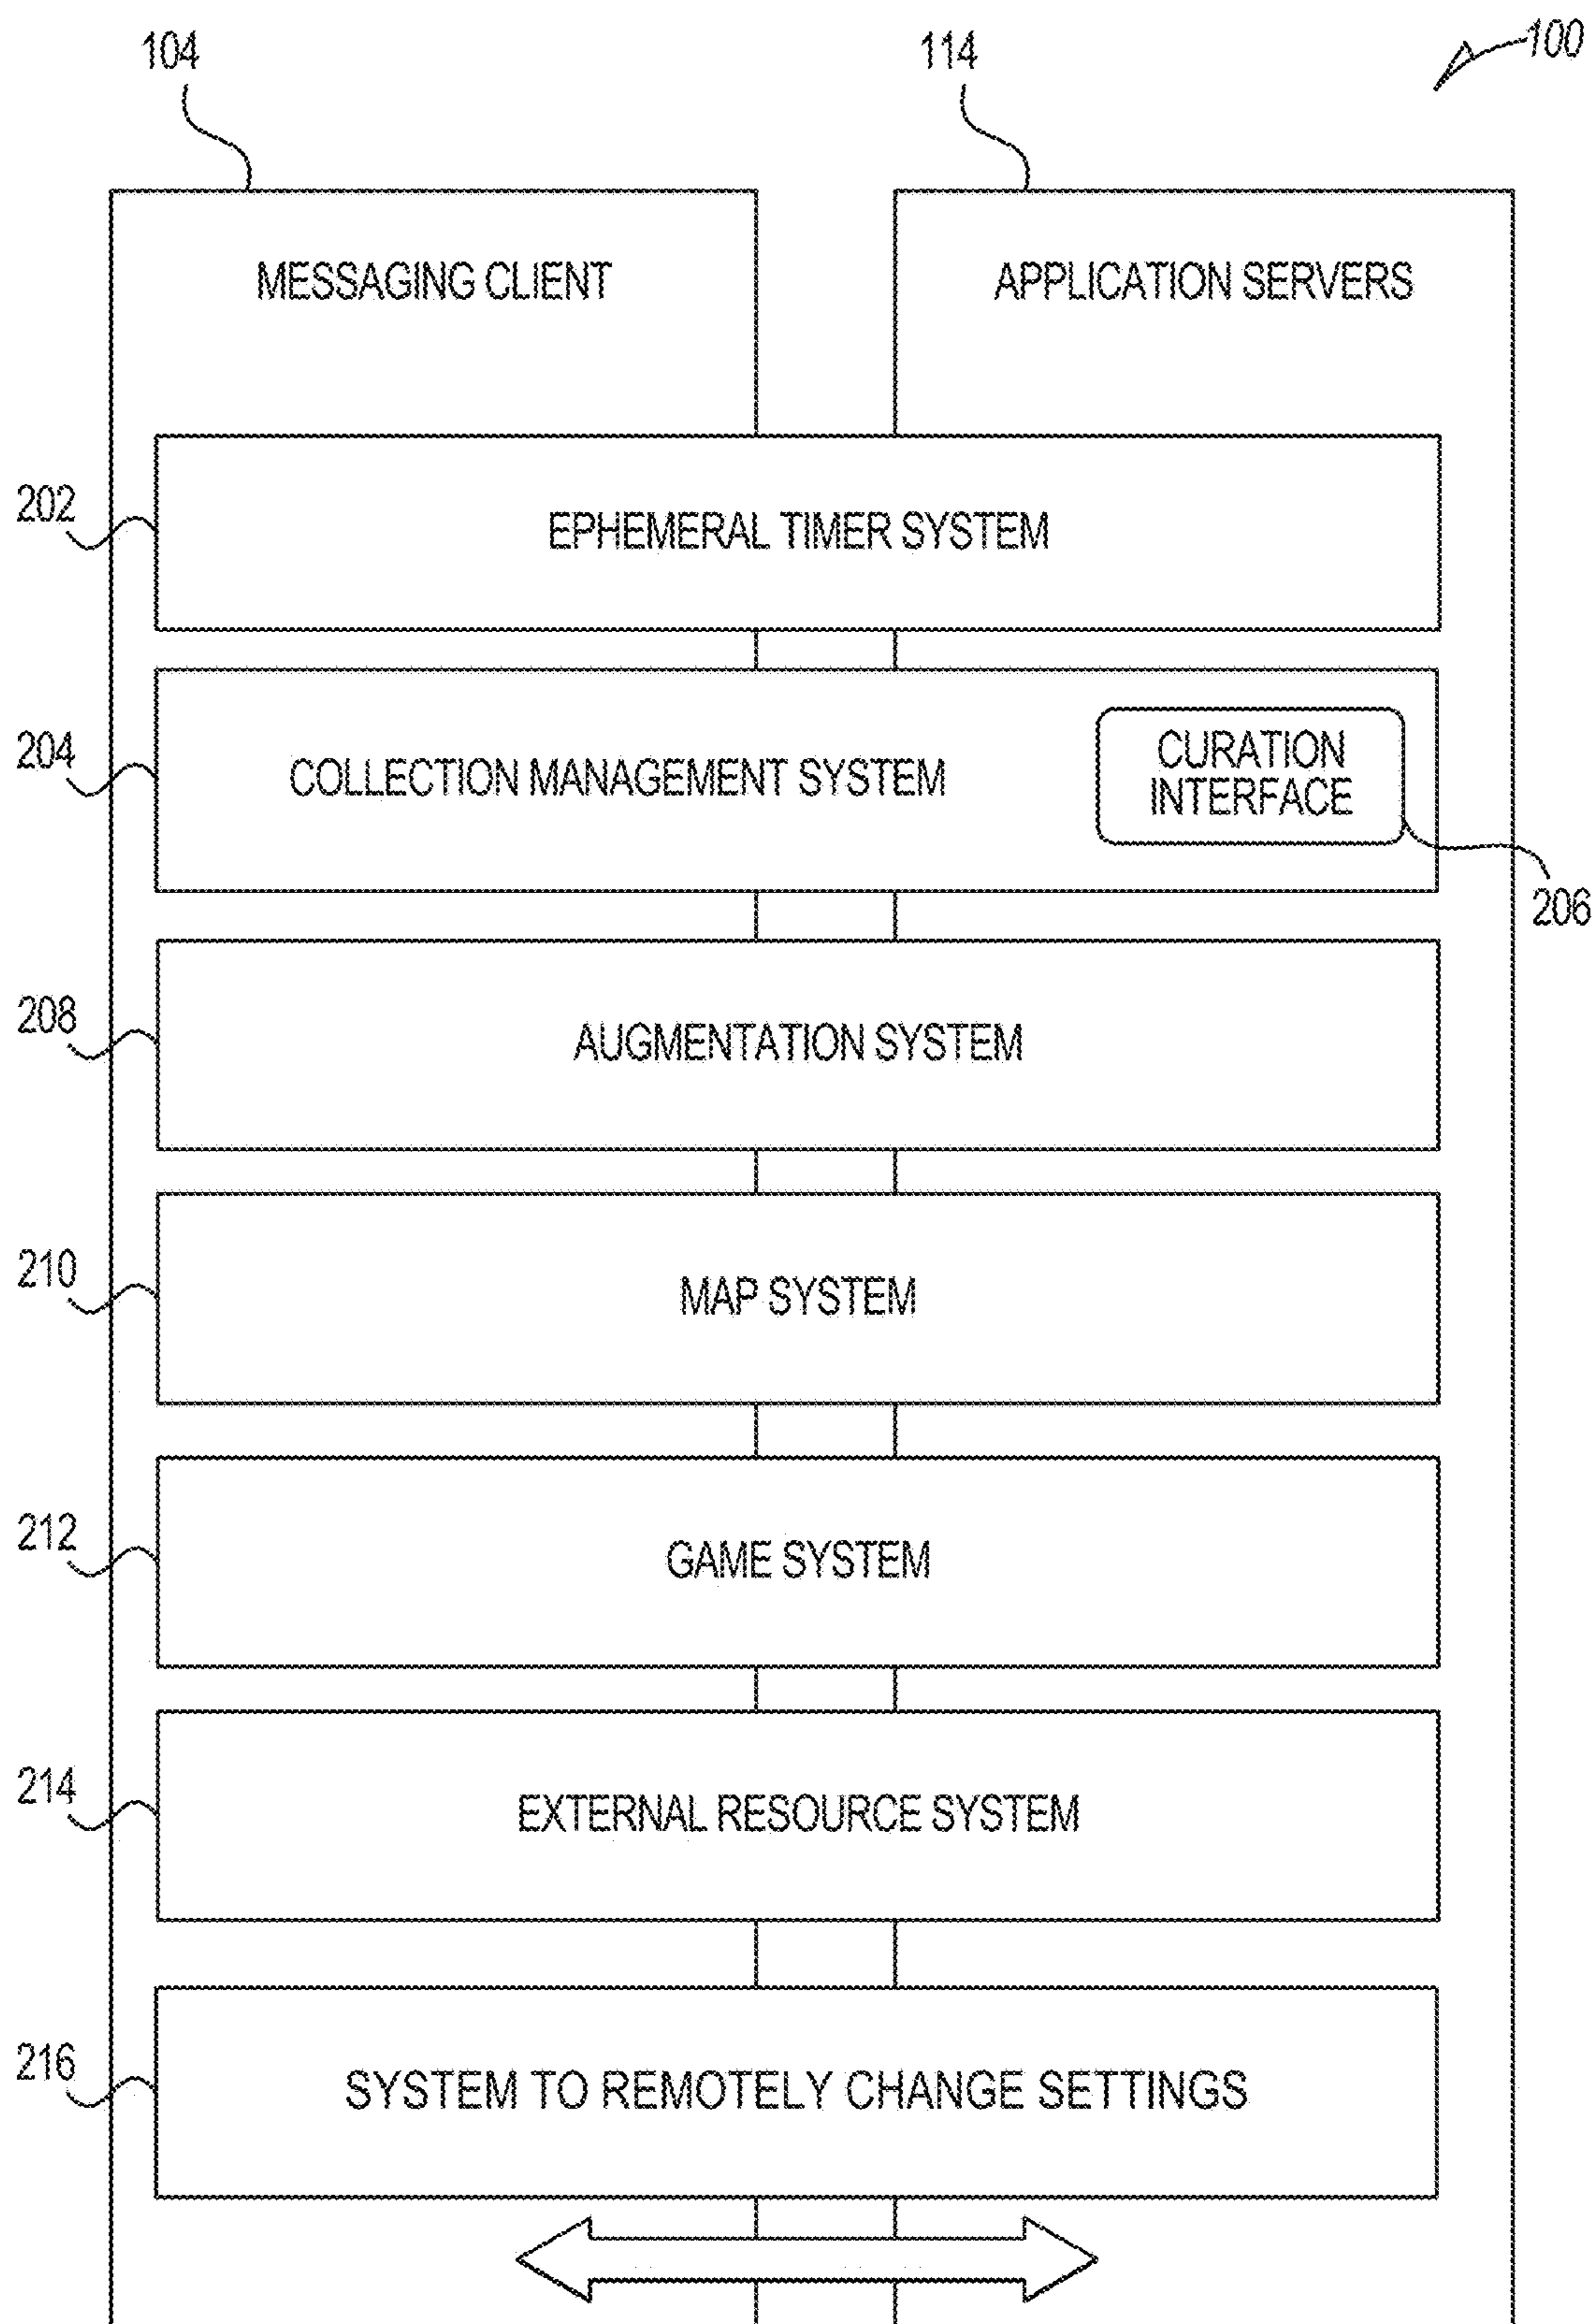 104
114
100
MESSAGING CLIENT
APPLICATION SERVERS
202
EPHEMERAL TIMER SYSTEM
204
COLLECTION MANAGEMENT SYSTEM
CURATION
INTERFACE
206
208
AUGMENTATION SYSTEM
210
MAP SYSTEM
212
GAME SYSTEM
214
EXTERNAL RESOURCE SYSTEM
216
SYSTEM TO REMOTELY CHANGE SETTINGS